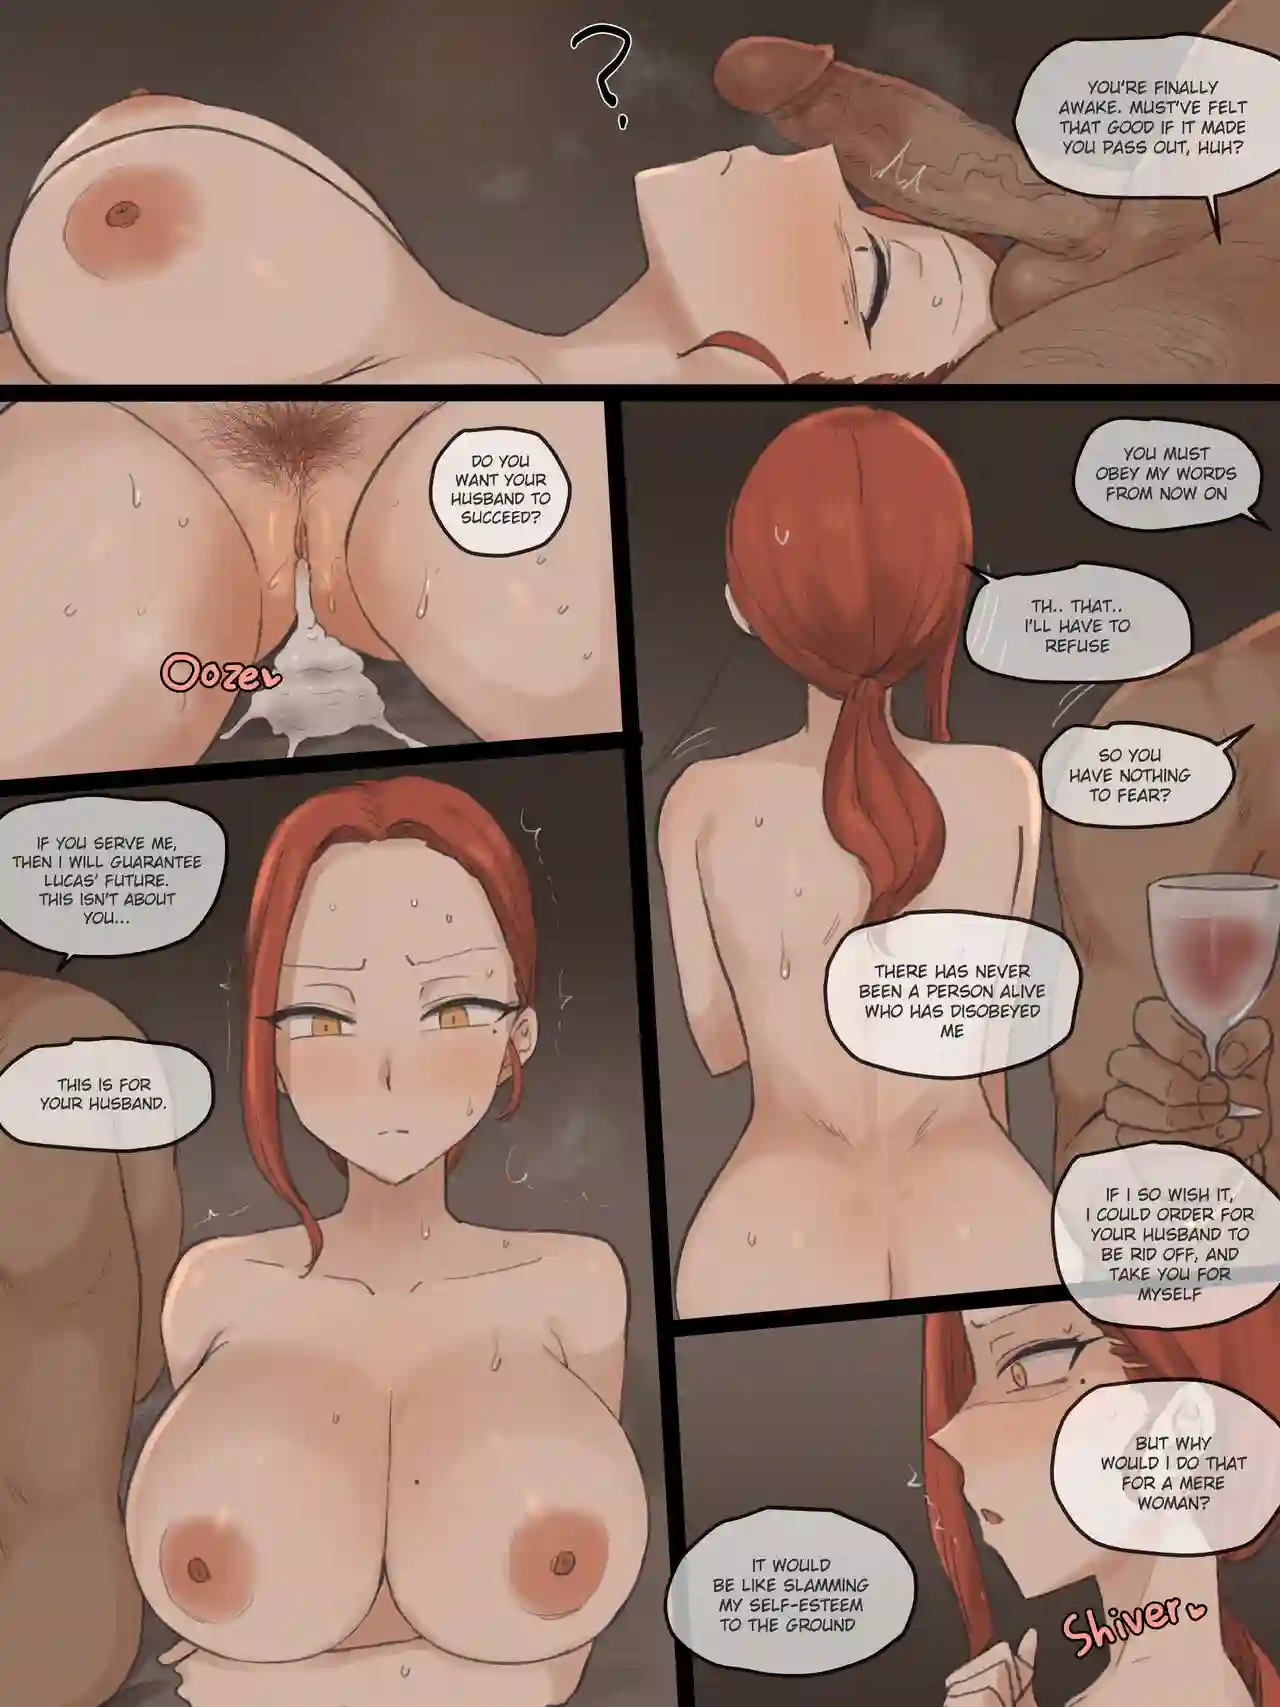 ?
YOU'RE FINALLY
AWAKE. MUST'VE FELT
THAT GOOD IF IT MADE
YOU PASS OUT, HUH?
DO YOU
WANT YOUR
HUSBAND TO
SUCCEED?
Ooze
YOU MUST
OBEY MY WORDS
FROM NOW ON
TH.. THAT..
I'LL HAVE TO
REFUSE
SO YOU
HAVE NOTHING
TO FEAR?
THERE HAS NEVER
BEEN A PERSON ALIVE
WHO HAS DISOBEYED
ME
IF I SO WISH IT,
I COULD ORDER FOR
YOUR HUSBAND TO
BE RID OFF, AND
TAKE YOU FOR
MYSELF
IF YOU SERVE ME,
THEN I WILL GUARANTEE
LUCAS' FUTURE.
THIS ISN'T ABOUT
YOU...
THIS IS FOR
YOUR HUSBAND.
BUT WHY
WOULD I DO THAT
FOR A MERE
WOMAN?
IT WOULD
BE LIKE SLAMMING
MY SELF-ESTEEM
TO THE GROUND
Shiver